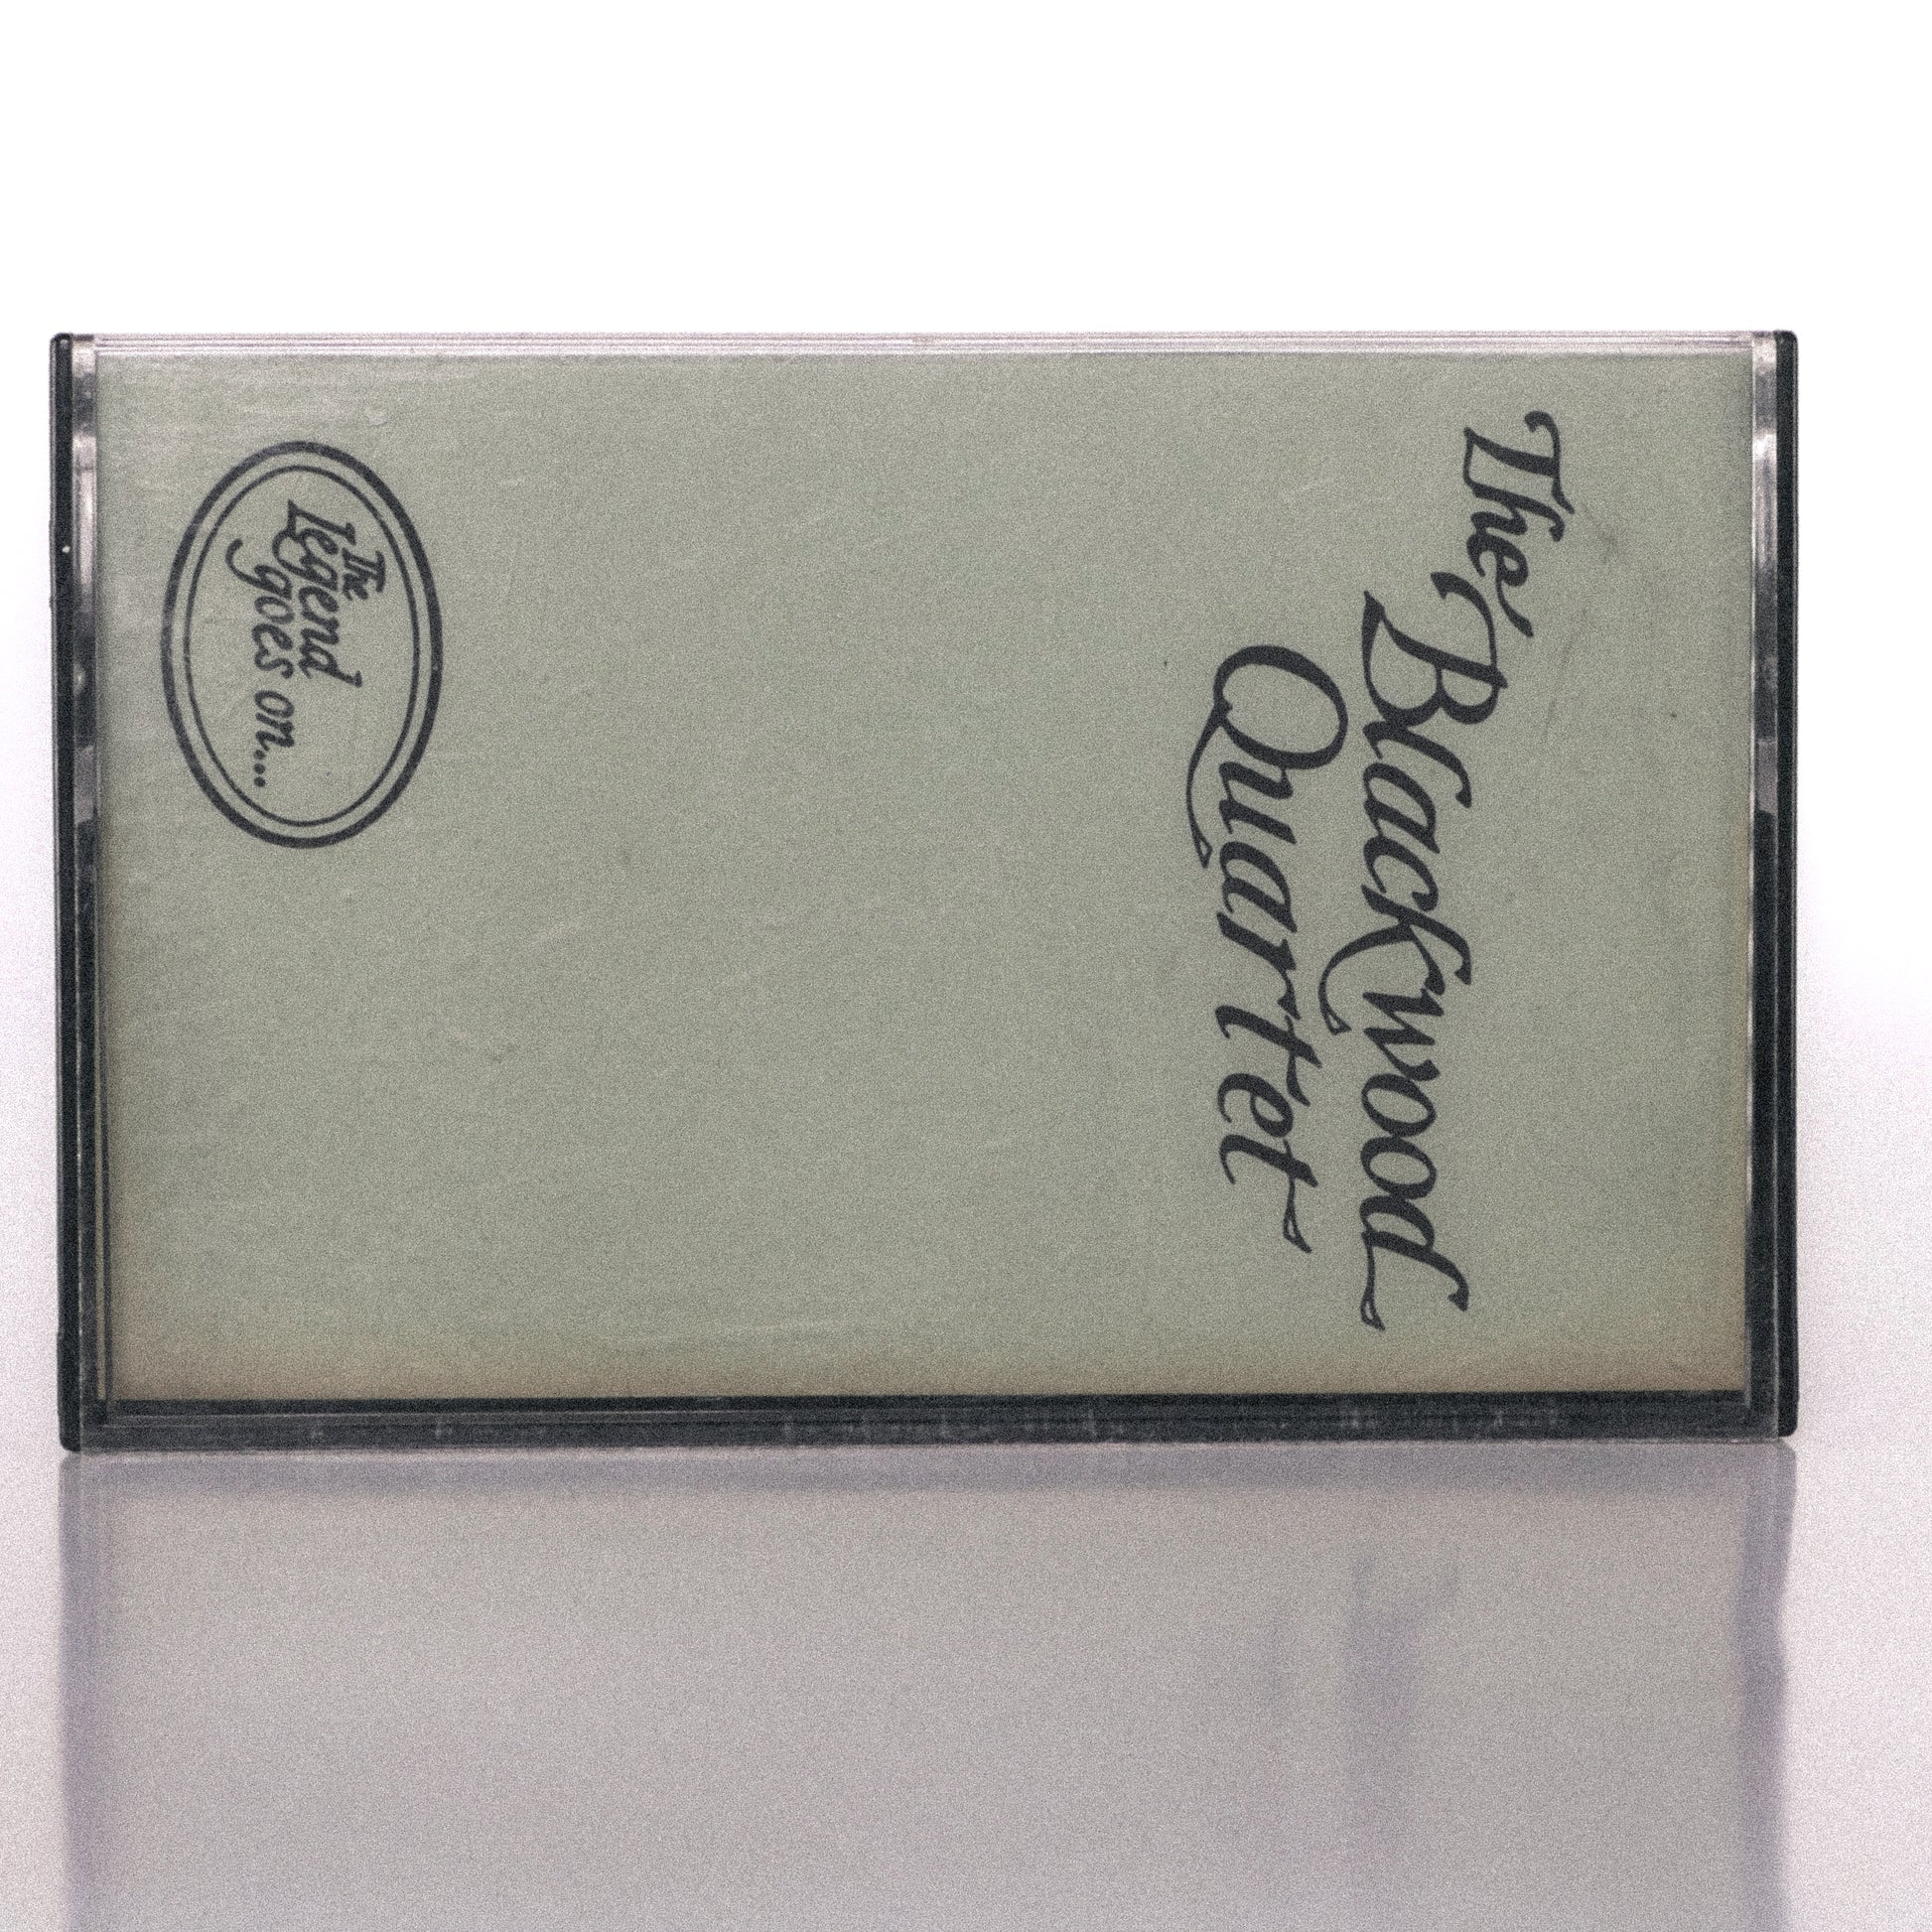 The
Blackwood
Quartet
The
Legend
goes on....